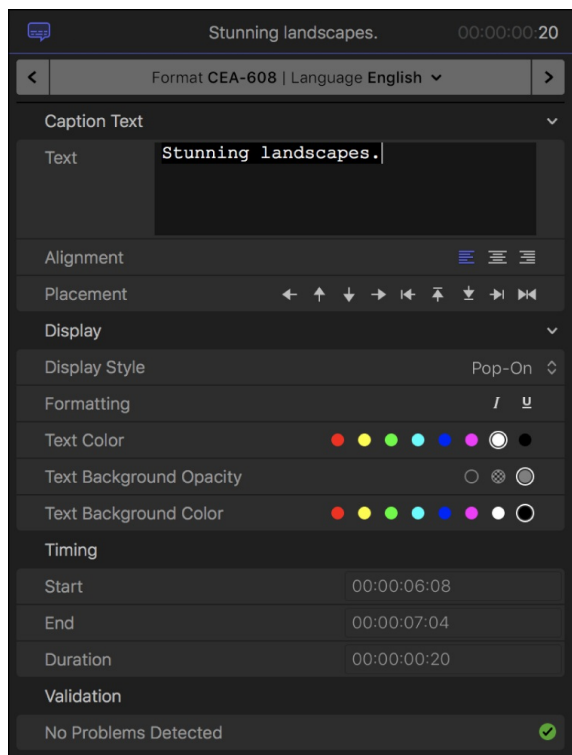 Stunning landscapes. 00:00:00:20
Format CEA-608 | Language English
Caption Text
Text Stunning landscapes.
Alignment
Placement
Display
Display Style Pop-On
Formatting I U
Text Color
Text Background Opacity
Text Background Color
Timing
Start 00:00:06:08
End 00:00:07:04
Duration 00:00:00:20
Validation
No Problems Detected